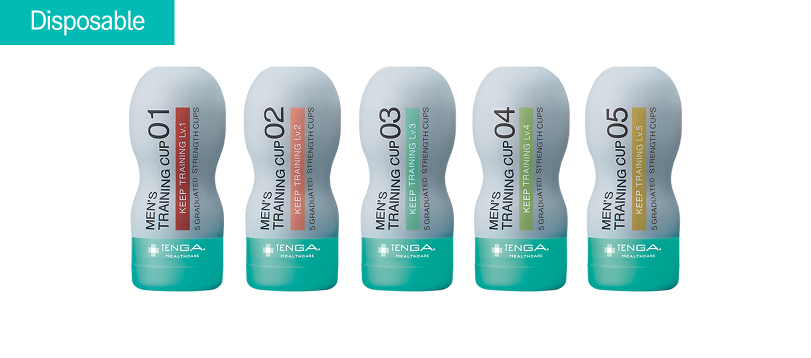 Disposable
MEN'S
TRAINING CUP 01
KEEP TRAINING Lv.1
5 GRADUATED STRENGTH CUPS
TENGA
HEALTHCARE
MEN'S
TRAINING CUP 02
KEEP TRAINING Lv.2
5 GRADUATED STRENGTH CUPS
TENGA
HEALTHCARE
MEN'S
TRAINING CUP 03
KEEP TRAINING Lv.3
5 GRADUATED STRENGTH CUPS
TENGA
HEALTHCARE
MEN'S
TRAINING CUP 04
KEEP TRAINING Lv.4
5 GRADUATED STRENGTH CUPS
TENGA
HEALTHCARE
MEN'S
TRAINING CUP 05
KEEP TRAINING Lv.5
5 GRADUATED STRENGTH CUPS
TENGA
HEALTHCARE